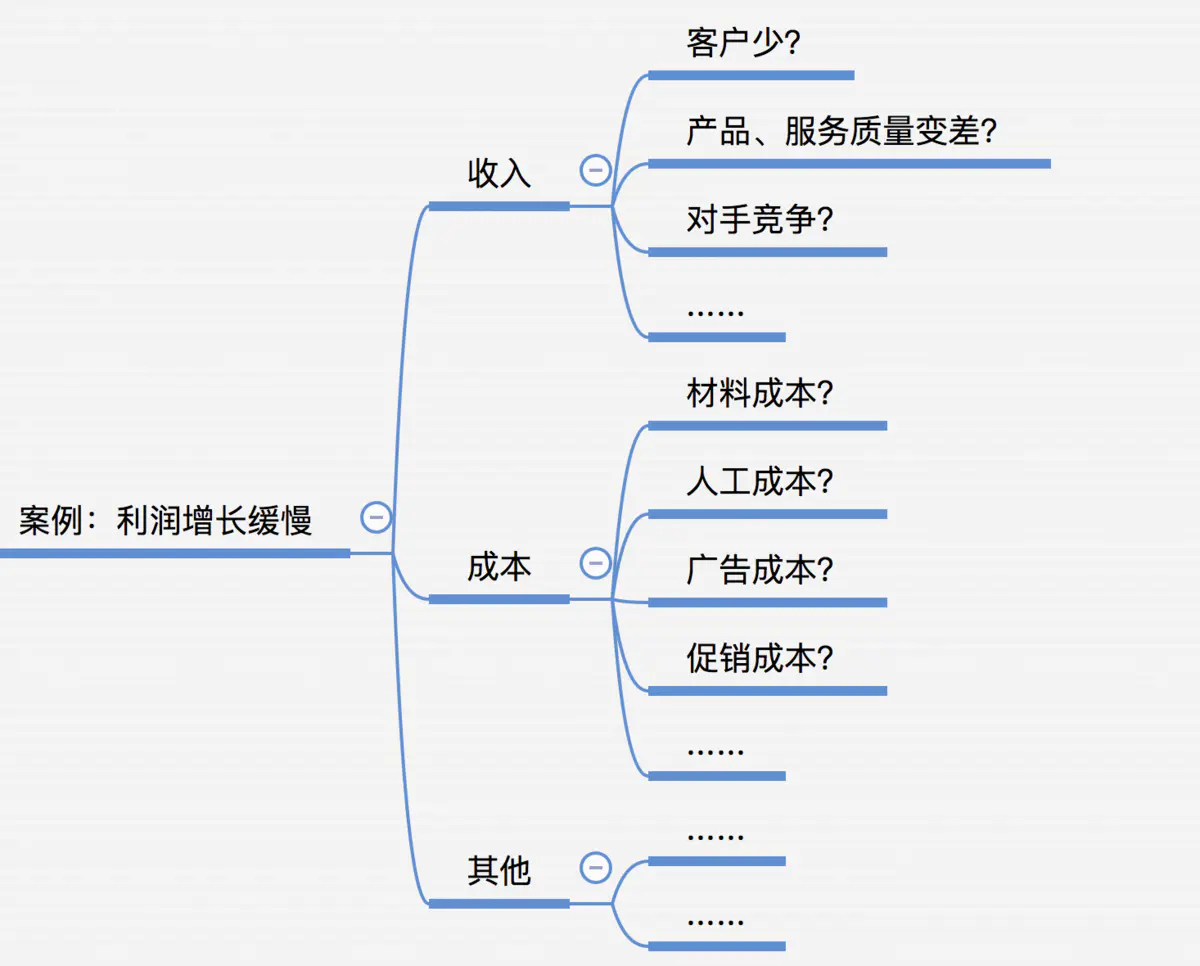 客户少?
产品、服务质量变差?
收入
对手竞争?
……
材料成本?
人工成本?
案例：利润增长缓慢
成本
广告成本?
促销成本?
……
……
其他
……